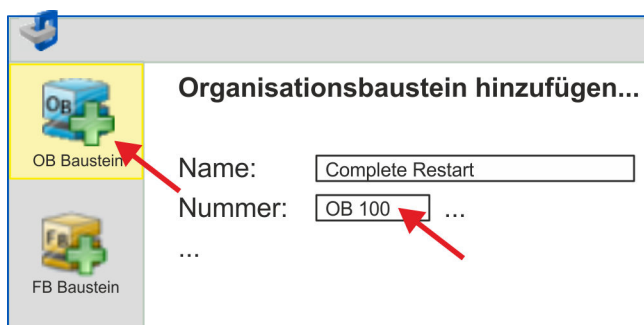 Organisationsbaustein hinzufügen...
OB
OB Baustein
Name: Complete Restart
Nummer: OB 100 ...
...
FB
FB Baustein